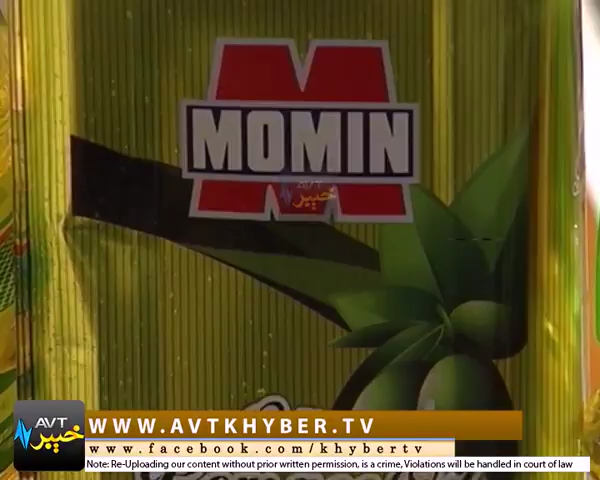 MOMIN
AVT
خیبر
AVT
خیبر
WWW.AVTKHYBER.TV
www.facebook.com/khybertv
Note: Re-Uploading our content without prior written permission, is a crime, Violations will be handled in court of law